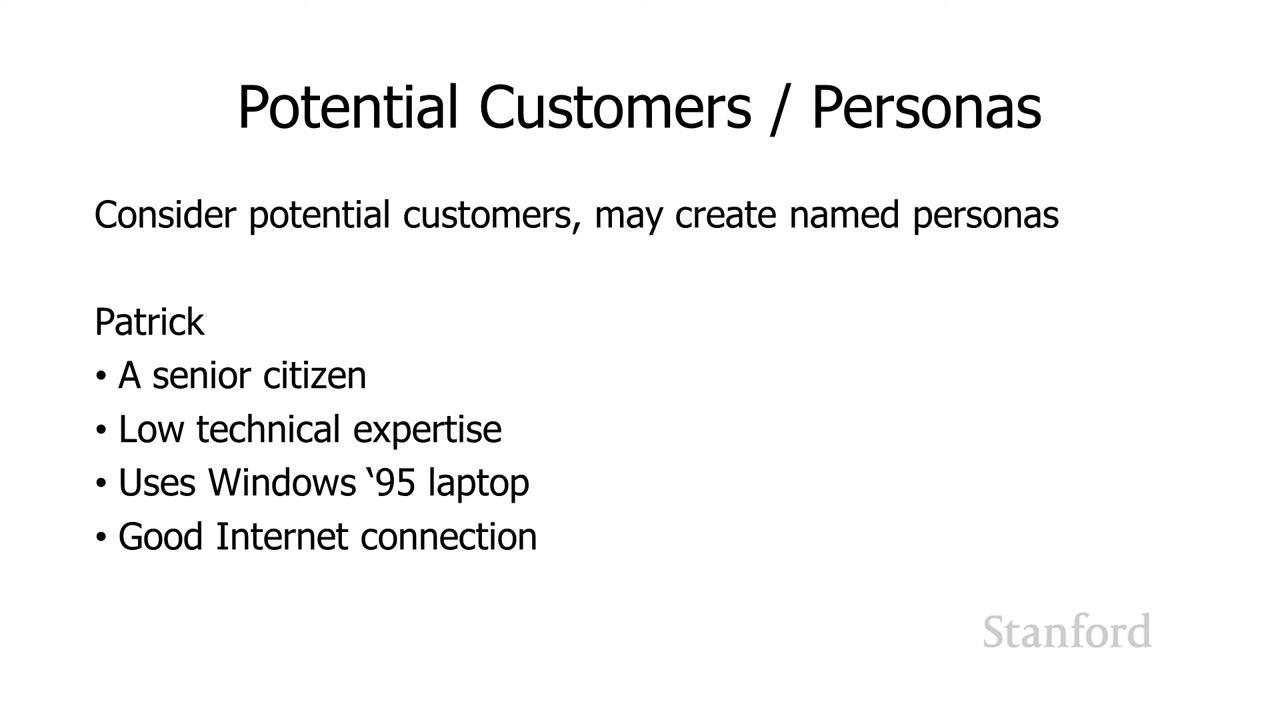 Potential Customers / Personas
Consider potential customers, may create named personas
Patrick
• A senior citizen
• Low technical expertise
• Uses Windows ‘95 laptop
• Good Internet connection
Stanford